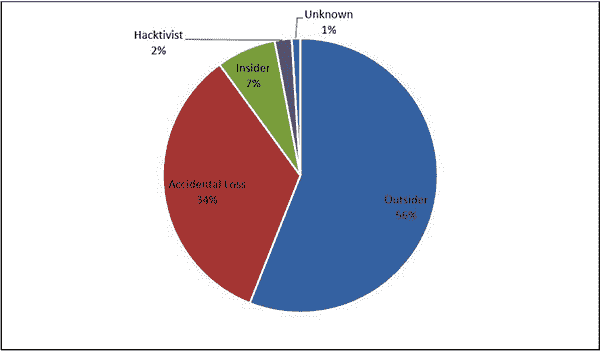 Unknown
1%
Hacktivist
2%
Insider
7%
Accidental Loss
34%
Outsider
56%